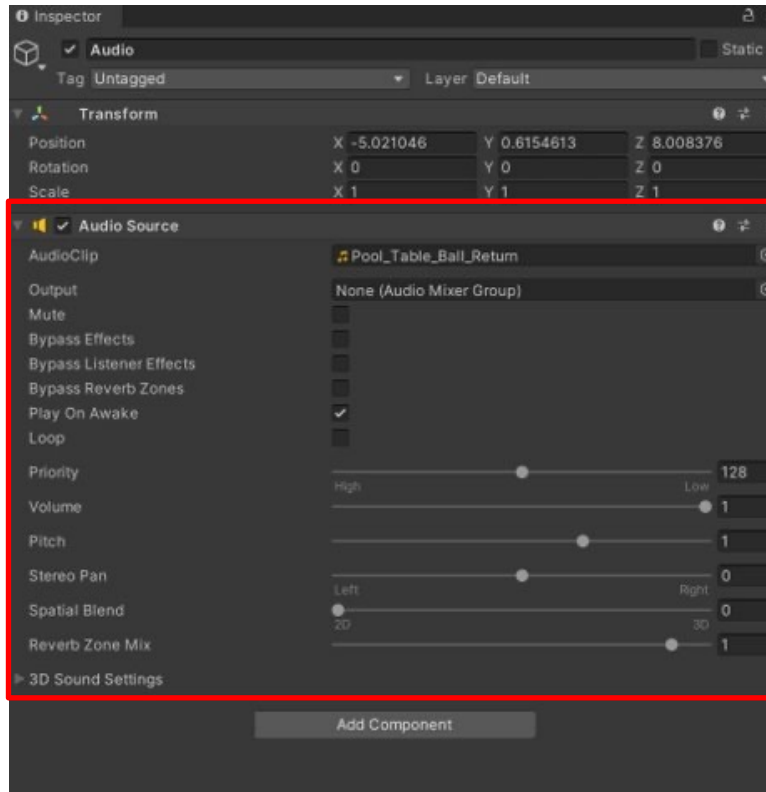 Inspector
Audio Static
Tag Untagged Layer Default
Transform
Position X -5.021046 Y 0.6154613 Z 8.008376
Rotation X 0 Y 0 Z 0
Scale X 1 Y 1 Z 1
Audio Source
AudioClip Pool_Table_Ball_Return
Output None (Audio Mixer Group)
Mute
Bypass Effects
Bypass Listener Effects
Bypass Reverb Zones
Play On Awake
Loop
Priority 128
High Low
Volume 1
Pitch 1
Stereo Pan 0
Left Right
Spatial Blend 0
2D 3D
Reverb Zone Mix 1
3D Sound Settings
Add Component